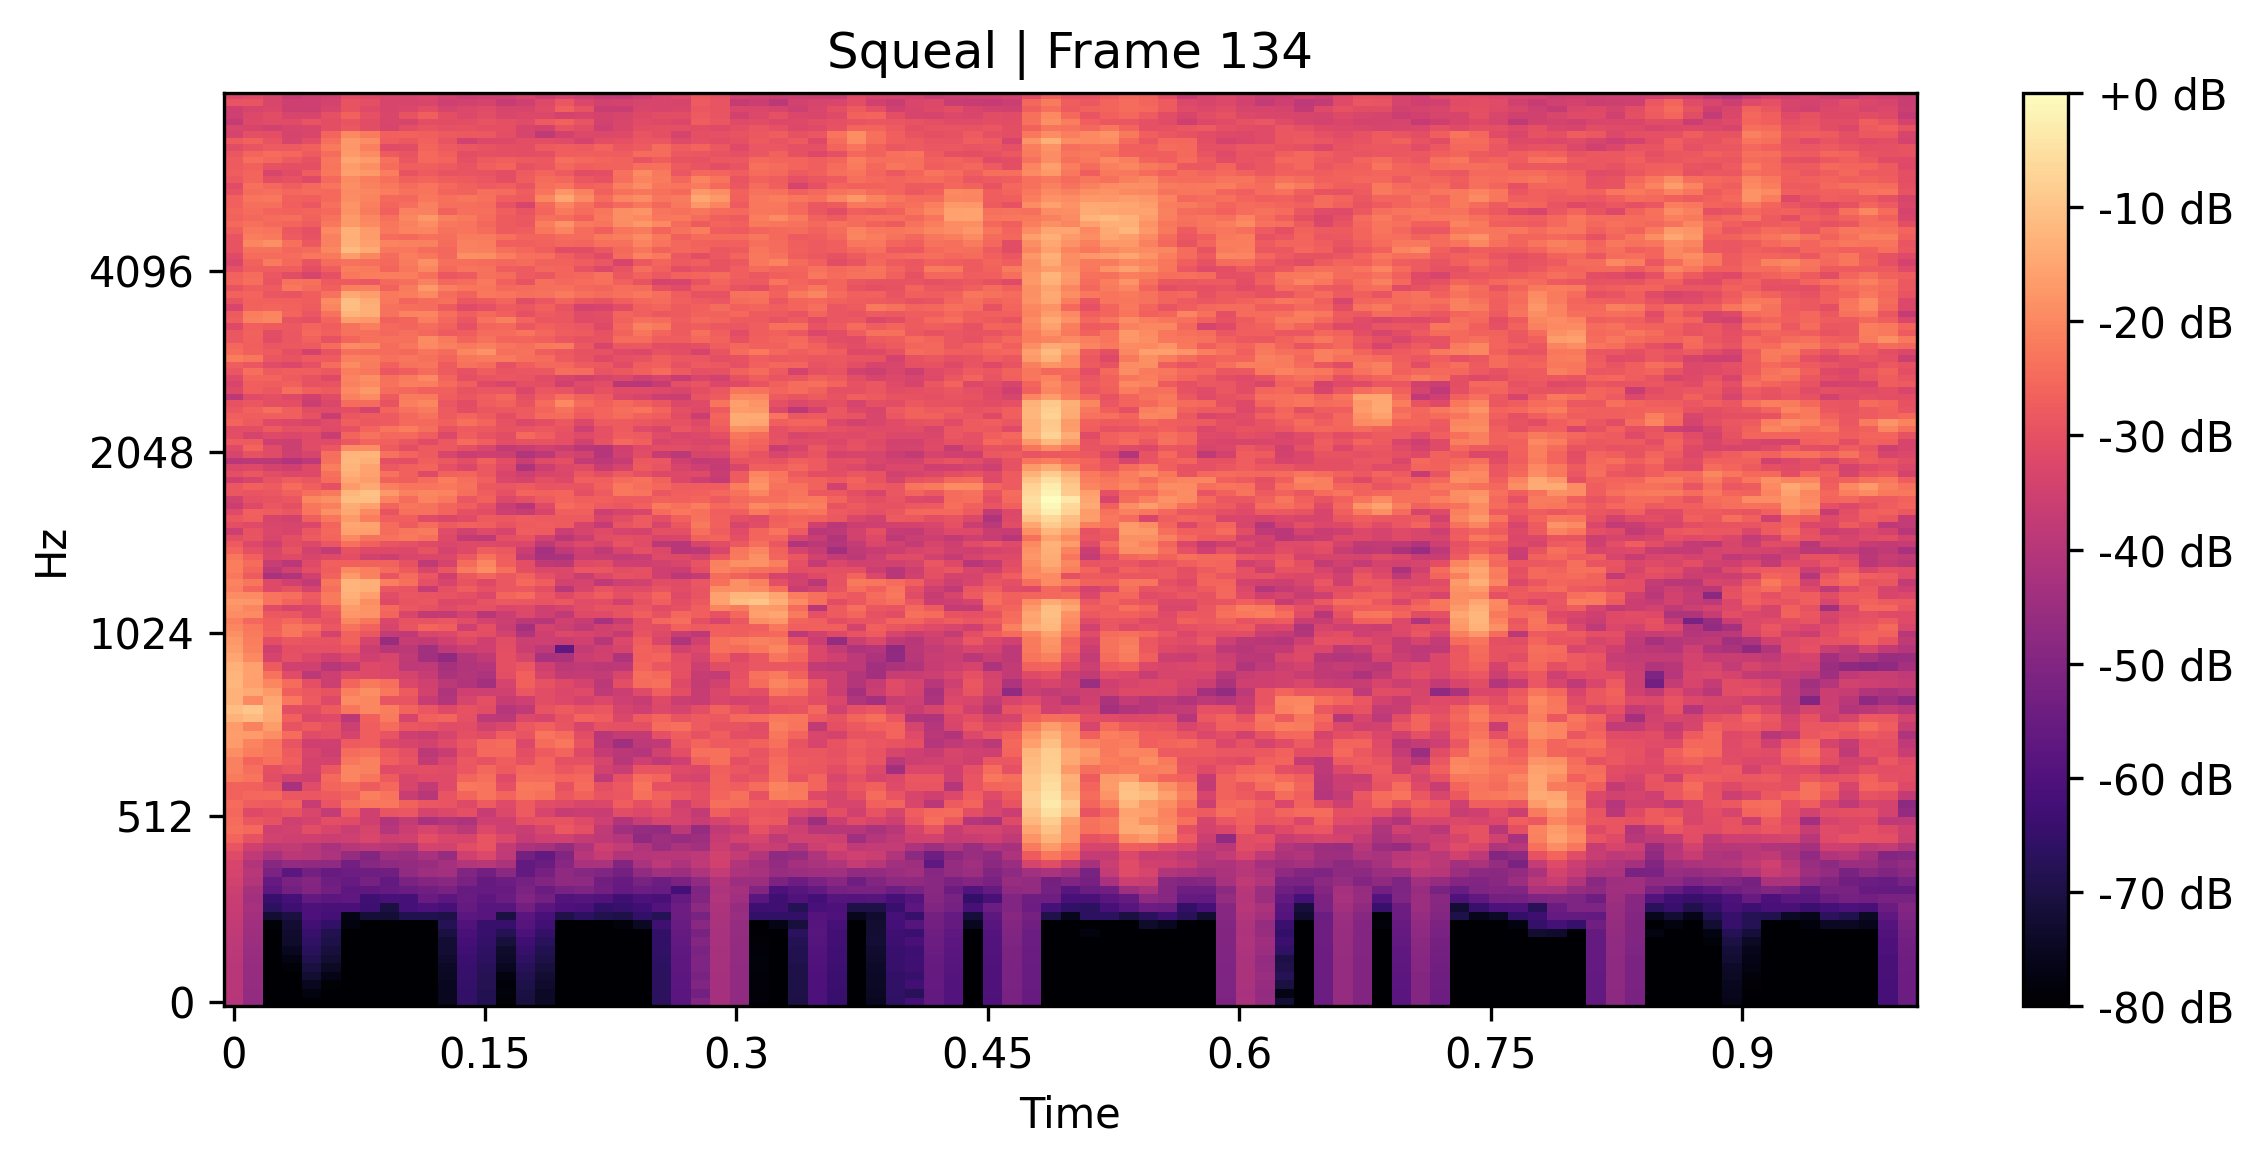 Squeal | Frame 134
Hz
4096
2048
1024
512
0
0 0.15 0.3 0.45 0.6 0.75 0.9
Time
+0 dB
-10 dB
-20 dB
-30 dB
-40 dB
-50 dB
-60 dB
-70 dB
-80 dB